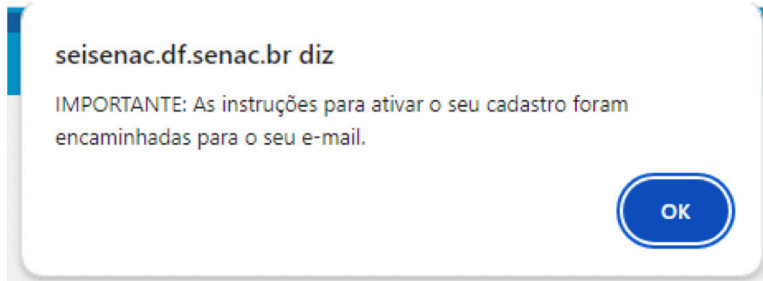 seisenac.df.senac.br diz
IMPORTANTE: As instruções para ativar o seu cadastro foram
encaminhadas para o seu e-mail.
OK